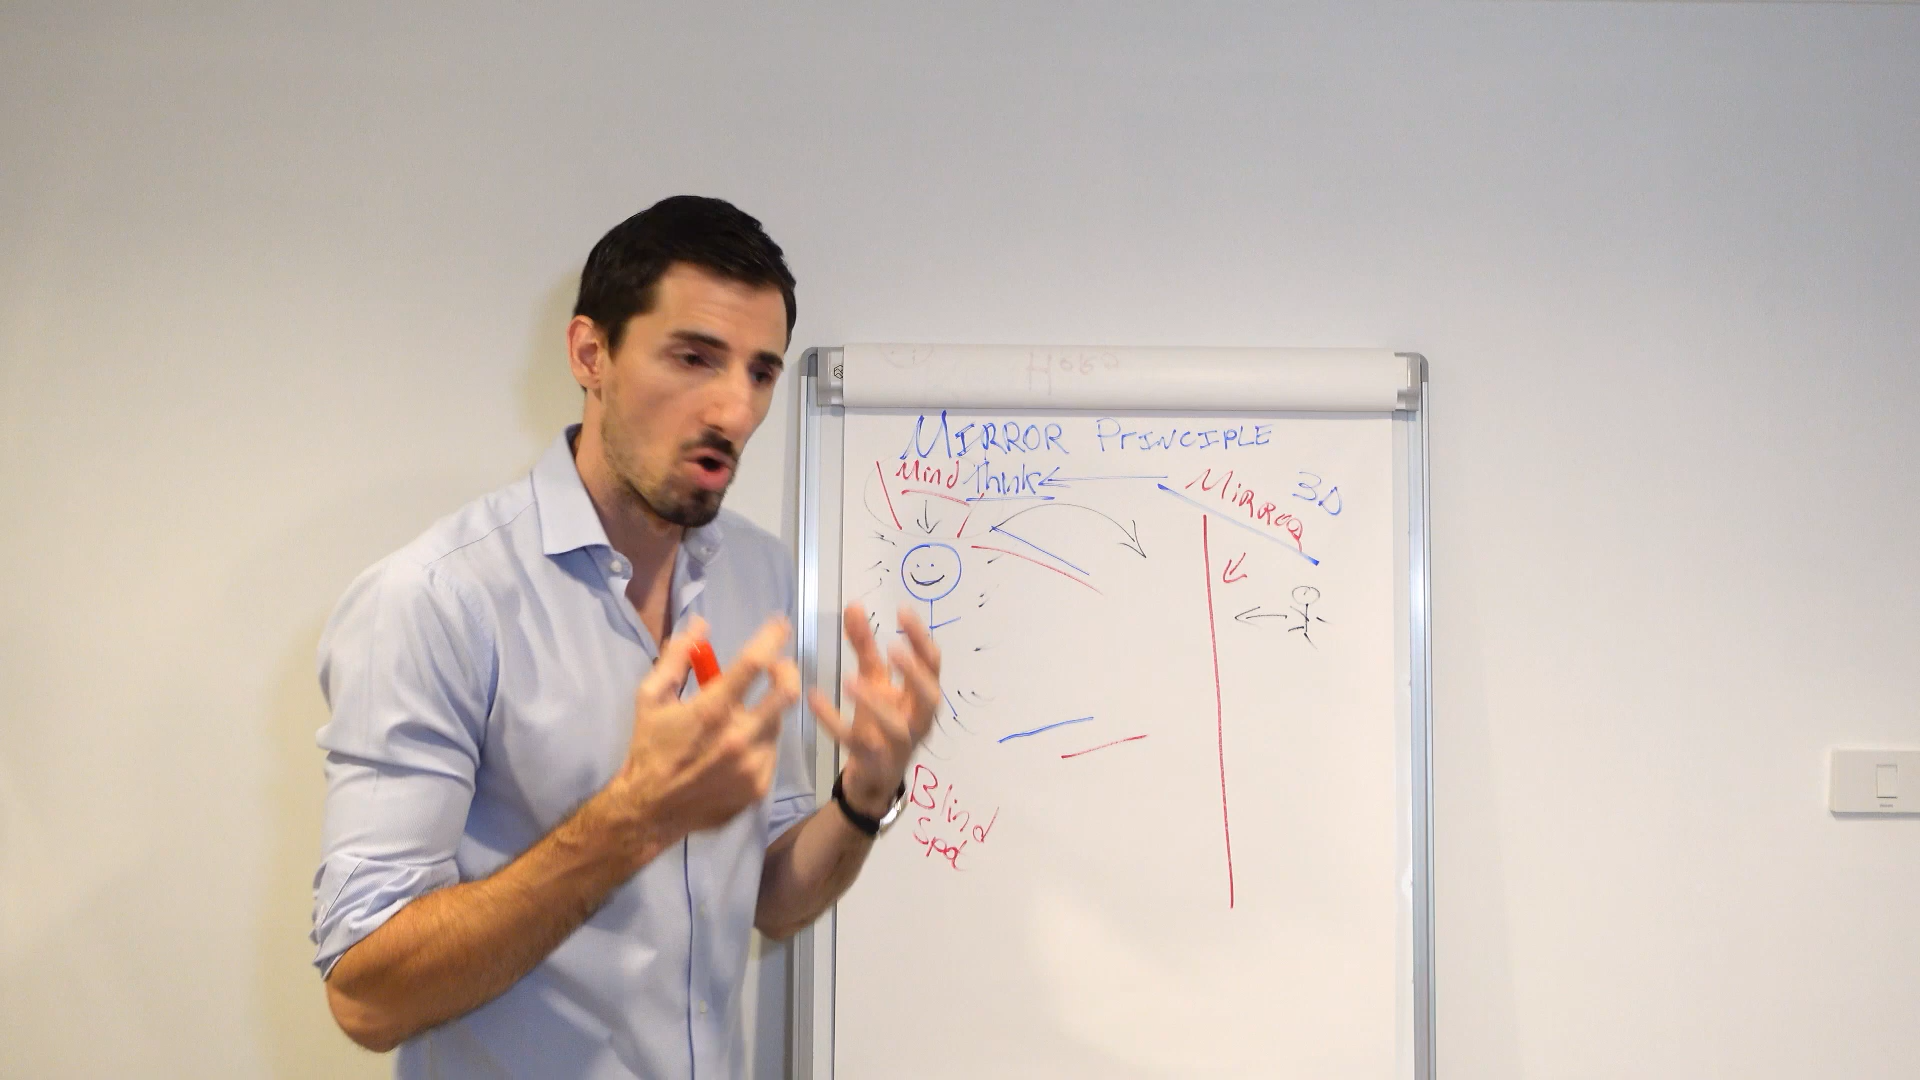 MIRROR PrINCIPLE
Mind Think
MiRROR 3D
Blind
Spot